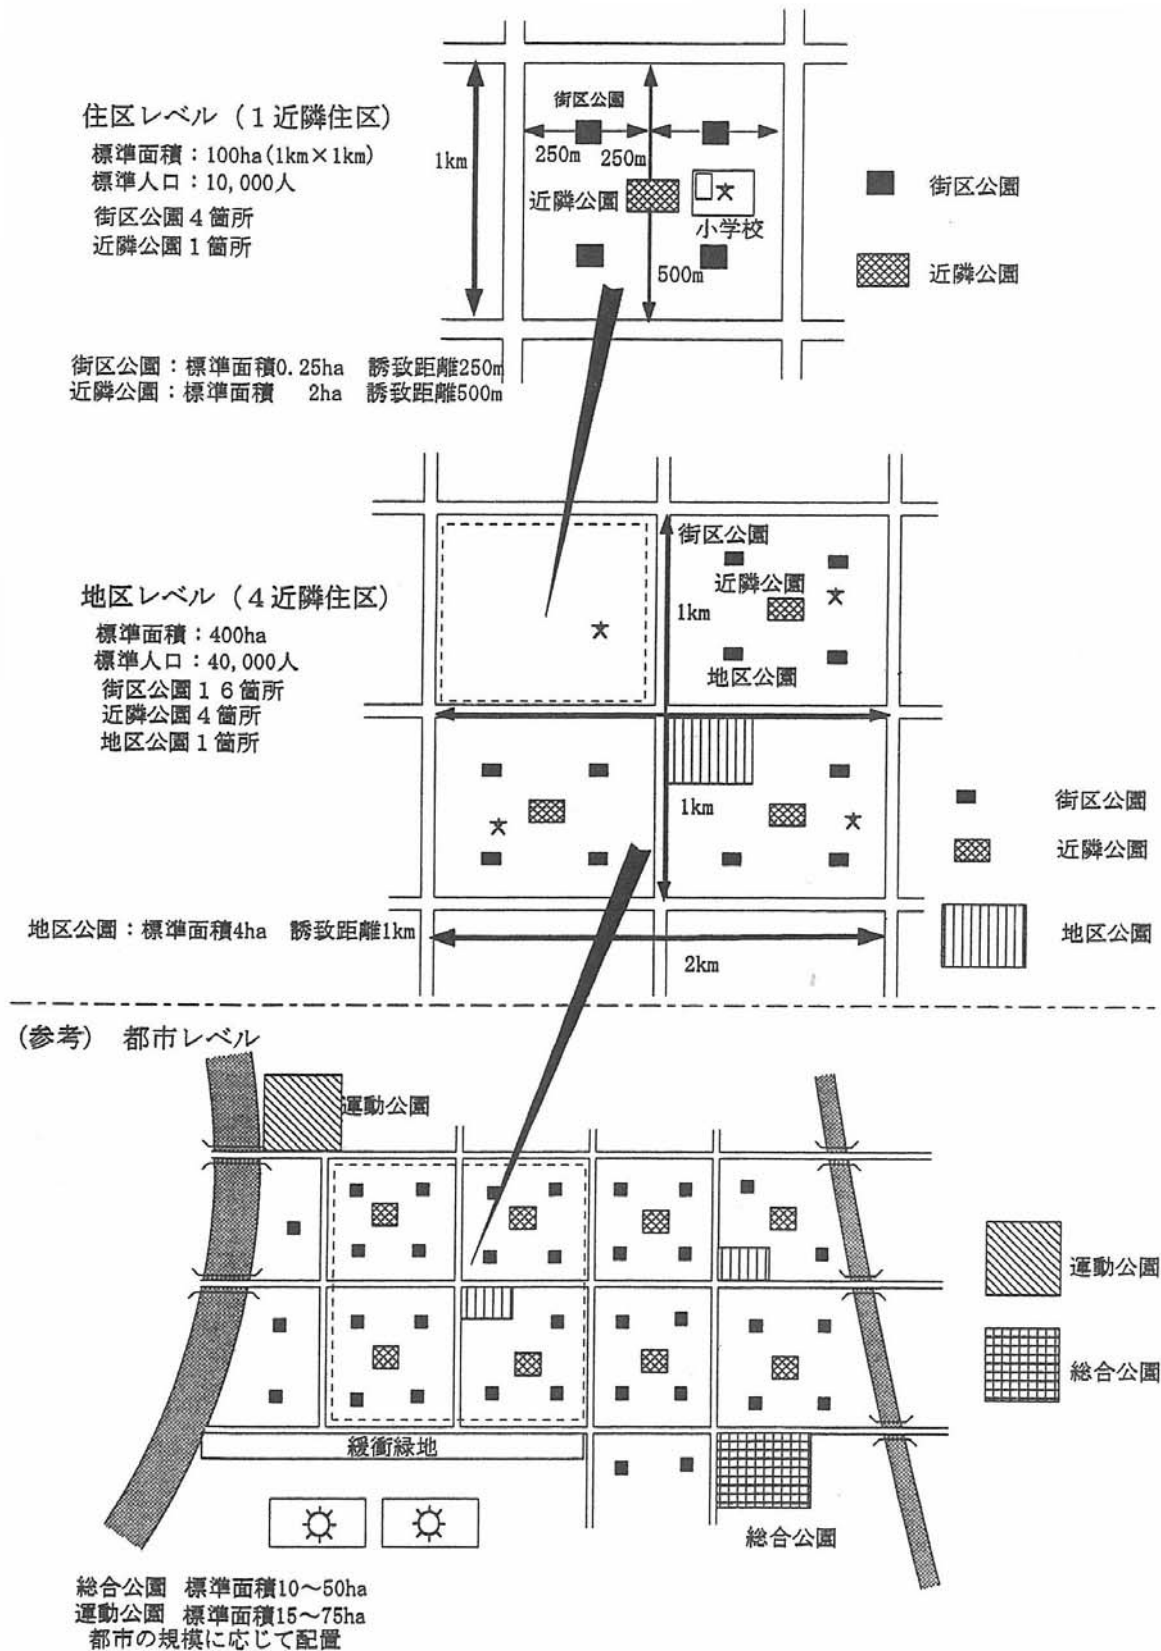 住区レベル（１近隣住区）
標準面積：100ha(1km×1km)
標準人口：10,000人
街区公園４箇所
近隣公園１箇所
1km
街区公園
250m 250m
近隣公園
小学校
500m
街区公園
近隣公園
街区公園：標準面積0.25ha 誘致距離250m
近隣公園：標準面積 2ha 誘致距離500m
地区レベル（４近隣住区）
標準面積：400ha
標準人口：40,000人
街区公園１６箇所
近隣公園４箇所
地区公園１箇所
街区公園
近隣公園
1km
地区公園
1km
街区公園
近隣公園
地区公園
地区公園：標準面積4ha 誘致距離1km
2km
(参考) 都市レベル
運動公園
運動公園
総合公園
緩衝緑地
総合公園
総合公園 標準面積10～50ha
運動公園 標準面積15～75ha
都市の規模に応じて配置